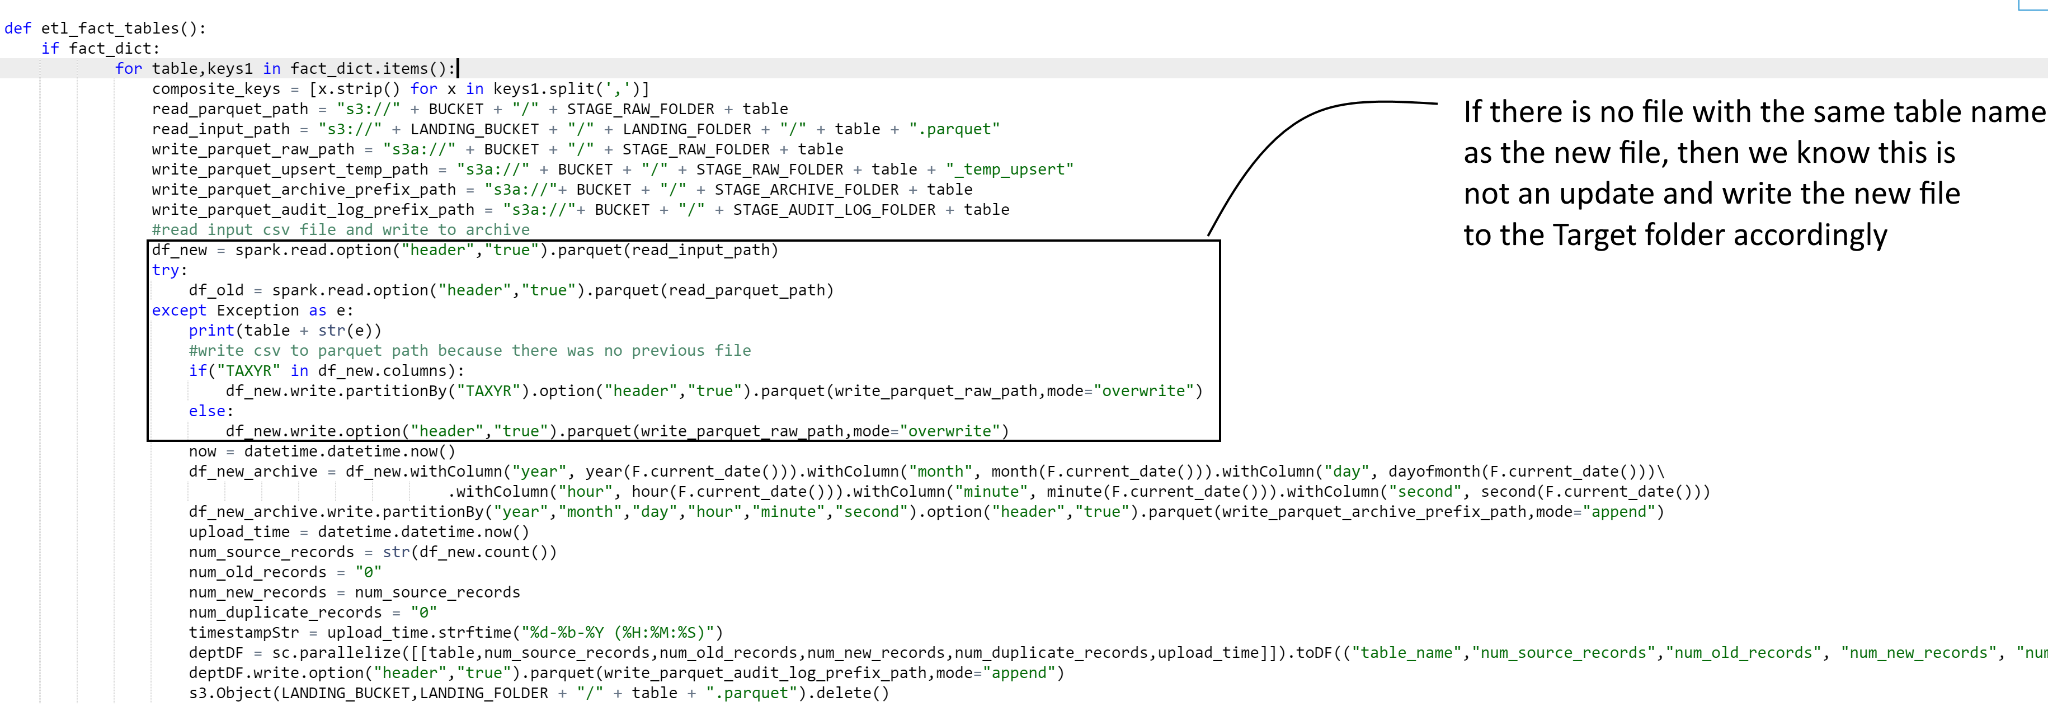 def etl_fact_tables():
if fact_dict:
for table,keys1 in fact_dict.items():
composite_keys = [x.strip() for x in keys1.split(',')]
read_parquet_path = "s3://" + BUCKET + "/" + STAGE_RAW_FOLDER + table
read_input_path = "s3://" + LANDING_BUCKET + "/" + LANDING_FOLDER + "/" + table + ".parquet"
write_parquet_raw_path = "s3a://" + BUCKET + "/" + STAGE_RAW_FOLDER + table
write_parquet_upsert_temp_path = "s3a://" + BUCKET + "/" + STAGE_RAW_FOLDER + table + "_temp_upsert"
write_parquet_archive_prefix_path = "s3a://"+ BUCKET + "/" + STAGE_ARCHIVE_FOLDER + table
write_parquet_audit_log_prefix_path = "s3a://"+ BUCKET + "/" + STAGE_AUDIT_LOG_FOLDER + table
#read input csv file and write to archive
df_new = spark.read.option("header","true").parquet(read_input_path)
try:
df_old = spark.read.option("header","true").parquet(read_parquet_path)
except Exception as e:
print(table + str(e))
#write csv to parquet path because there was no previous file
if("TAXYR" in df_new.columns):
df_new.write.partitionBy("TAXYR").option("header","true").parquet(write_parquet_raw_path,mode="overwrite")
else:
df_new.write.option("header","true").parquet(write_parquet_raw_path,mode="overwrite")
now = datetime.datetime.now()
df_new_archive = df_new.withColumn("year", year(F.current_date())).withColumn("month", month(F.current_date())).withColumn("day", dayofmonth(F.current_date()))\
.withColumn("hour", hour(F.current_date())).withColumn("minute", minute(F.current_date())).withColumn("second", second(F.current_date()))
df_new_archive.write.partitionBy("year","month","day","hour","minute","second").option("header","true").parquet(write_parquet_archive_prefix_path,mode="append")
upload_time = datetime.datetime.now()
num_source_records = str(df_new.count())
num_old_records = "0"
num_new_records = num_source_records
num_duplicate_records = "0"
timestampStr = upload_time.strftime("%d-%b-%Y (%H:%M:%S)")
deptDF = sc.parallelize([[table,num_source_records,num_old_records,num_new_records,num_duplicate_records,upload_time]]).toDF(("table_name","num_source_records","num_old_records", "num_new_records", "num
deptDF.write.option("header","true").parquet(write_parquet_audit_log_prefix_path,mode="append")
s3.Object(LANDING_BUCKET,LANDING_FOLDER + "/" + table + ".parquet").delete()
If there is no file with the same table name
as the new file, then we know this is
not an update and write the new file
to the Target folder accordingly